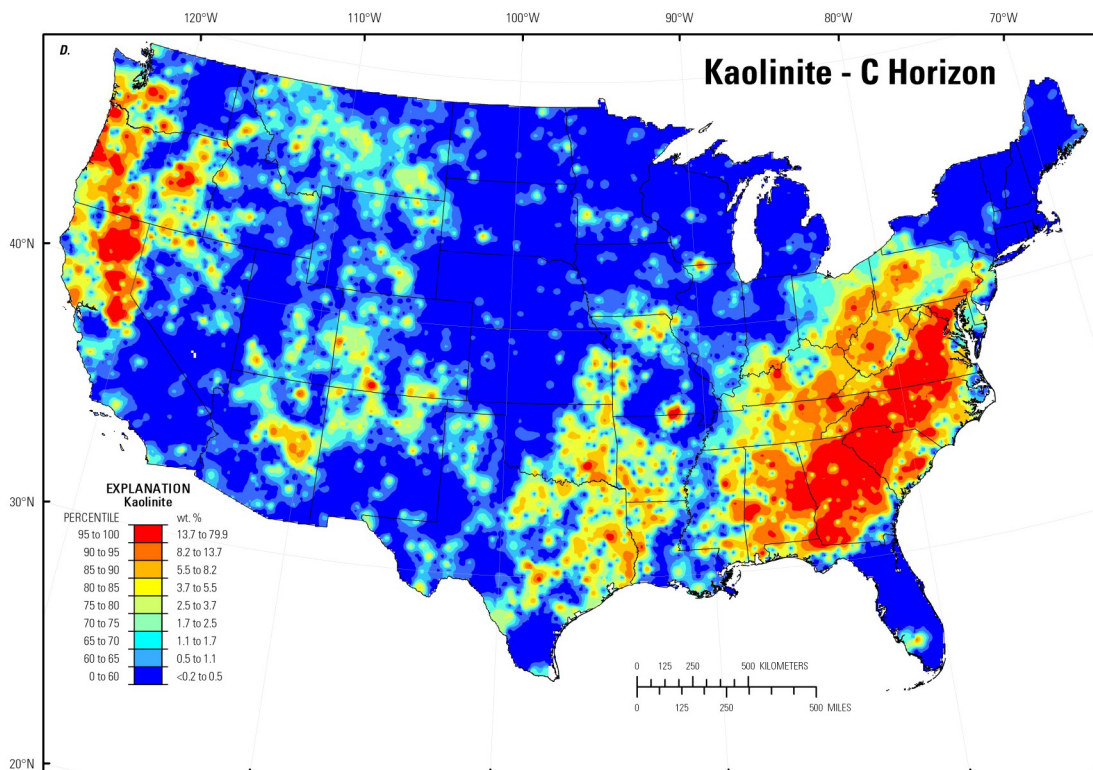 120°W 100°W 90°W 80°W 70°W
D.
Kaolinite - C Horizon
40°N
30°N
20°N
EXPLANATION
Kaolinite
PERCENTILE wt. %
95 to 100 13.7 to 79.9
90 to 95 8.2 to 13.7
85 to 90 5.5 to 8.2
80 to 85 3.7 to 5.5
75 to 80 2.5 to 3.7
70 to 75 1.7 to 2.5
65 to 70 1.1 to 1.7
60 to 65 0.5 to 1.1
0 to 60 <0.2 to 0.5
0 125 250 500 KILOMETERS
0 125 250 500 MILES